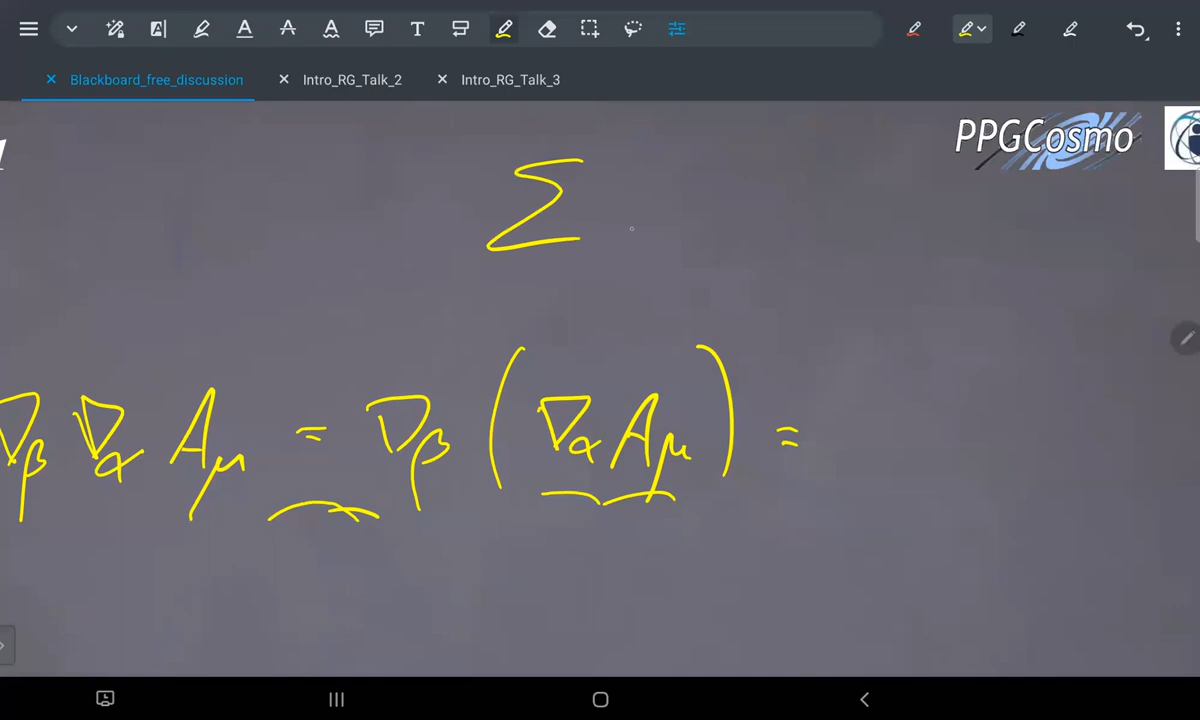 Blackboard_free_discussion Intro_RG_Talk_2 Intro_RG_Talk_3
PPGCosmo
Σ
∇β ∇α Aμ = ∇β (∇α Aμ) =